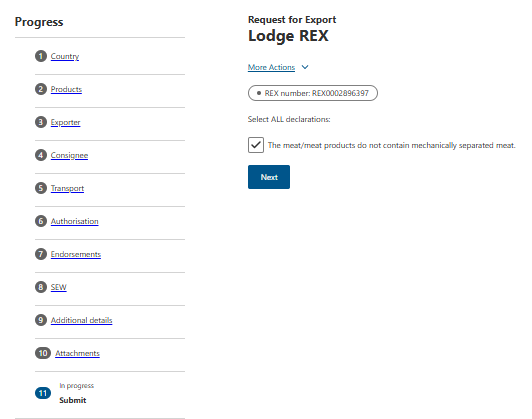 Progress
1 Country
2 Products
3 Exporter
4 Consignee
5 Transport
6 Authorisation
7 Endorsements
8 SEW
9 Additional details
10 Attachments
11 In progress
Submit
Request for Export
Lodge REX
More Actions
REX number: REX0002896397
Select ALL declarations:
The meat/meat products do not contain mechanically separated meat.
Next